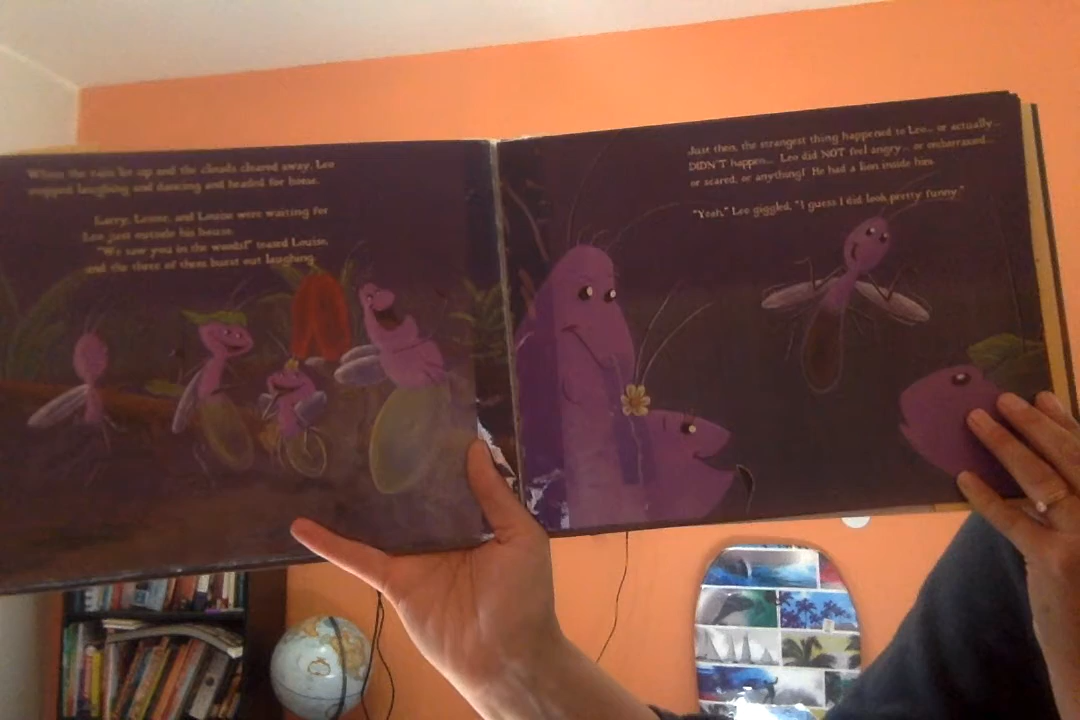 When the rain let up and the clouds cleared away, Leo
stopped laughing and dancing and headed for home.
Larry, Leonie, and Louise were waiting for
Leo just outside his house.
"We saw you in the woods!" teased Louise,
and the three of them burst out laughing.
Just then, the strangest thing happened to Leo... or actually...
DIDN'T happen... Leo did NOT feel angry... or embarrassed...
or scared, or anything! He had a lion inside him.
"Yeah," Leo giggled, "I guess I did look pretty funny."